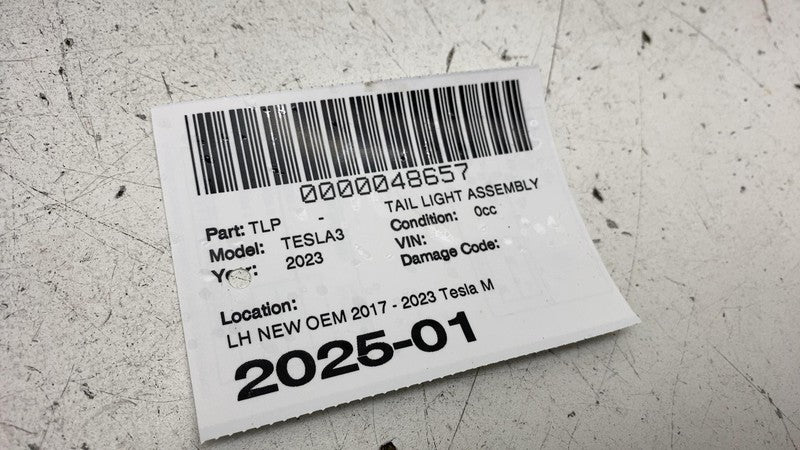 0000048657
Part: TLP - TAIL LIGHT ASSEMBLY
Model: TESLA3 Condition: 0cc
Year: 2023 VIN:
Damage Code:
Location:
LH NEW OEM 2017 - 2023 Tesla M
2025-01